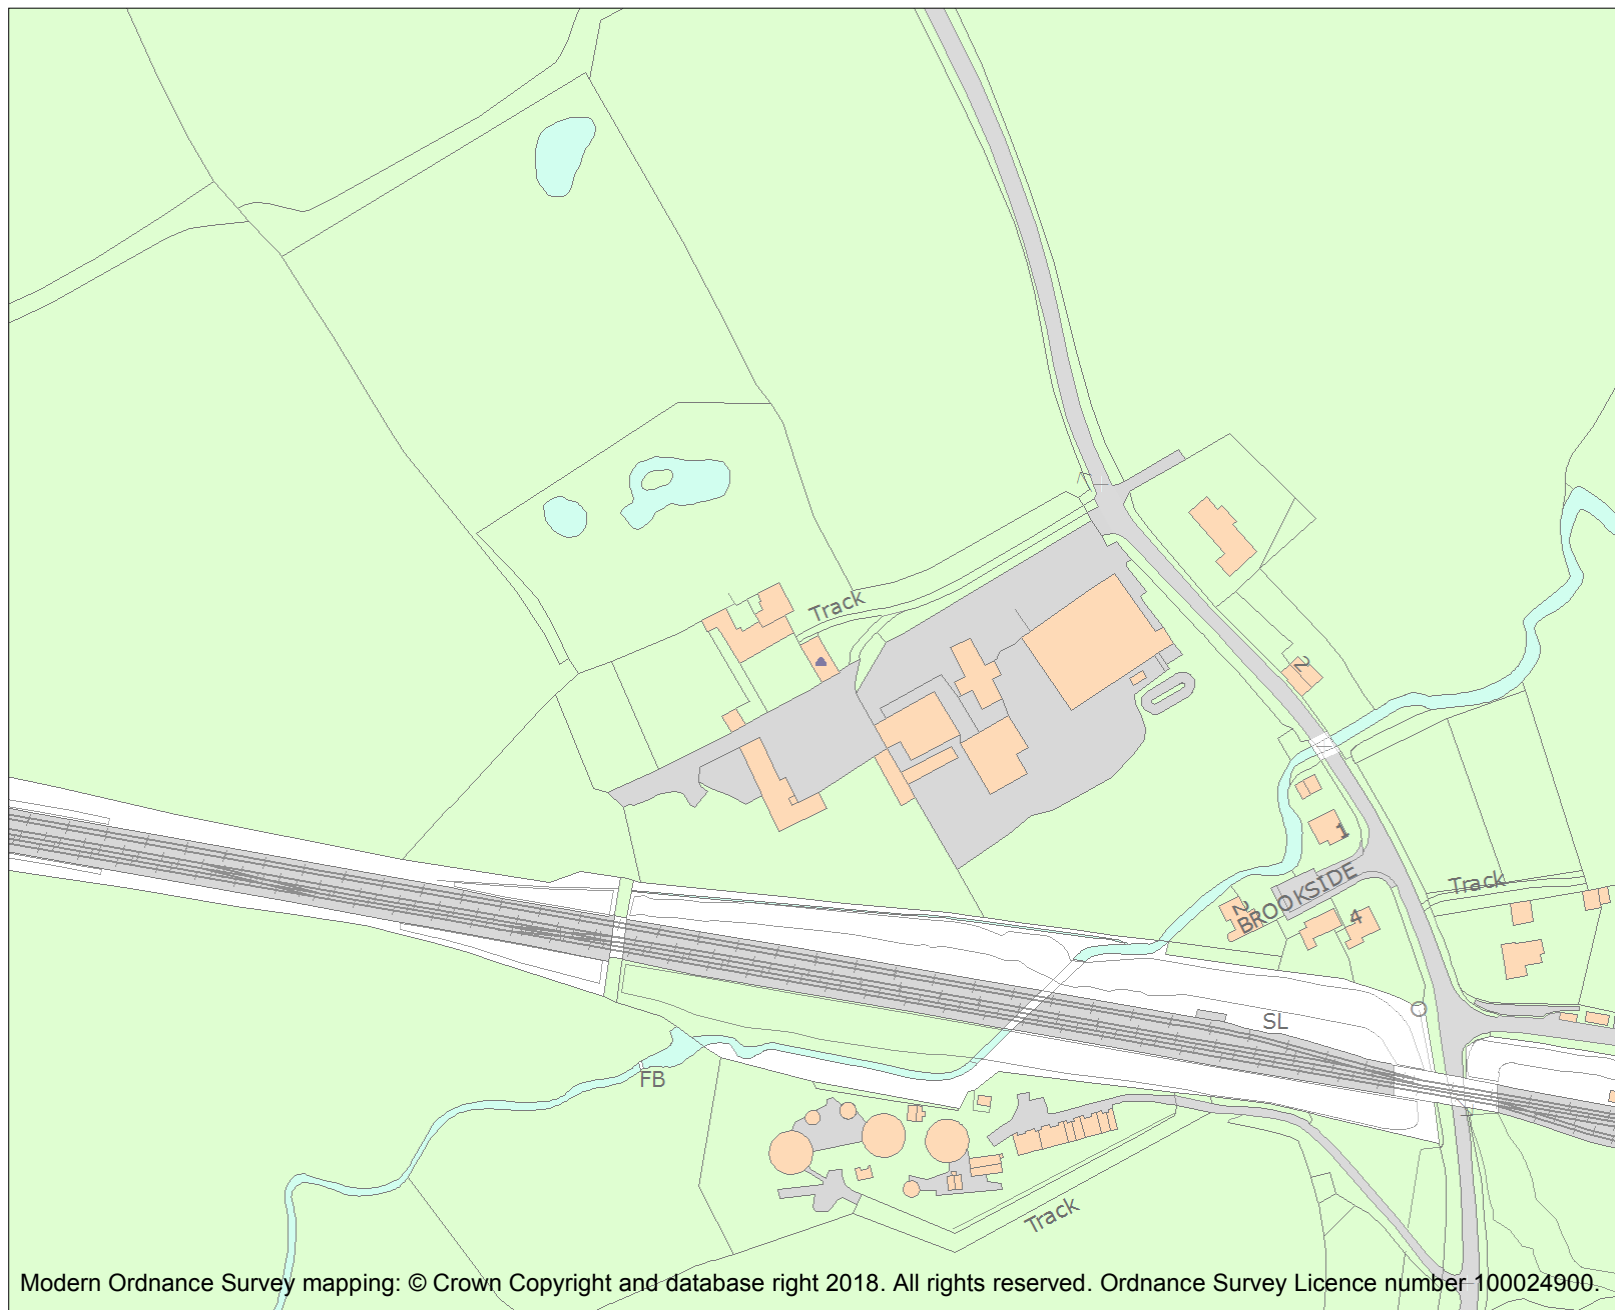 Track
2
1
BROOKSIDE
Track
2
4
SL
FB
Track
Modern Ordnance Survey mapping: © Crown Copyright and database right 2018. All rights reserved. Ordnance Survey Licence number 100024900.